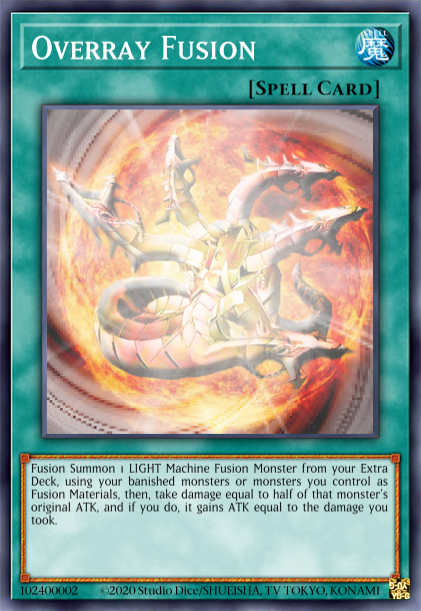 Overray Fusion
SPELL
魔
[Spell Card]
Fusion Summon 1 LIGHT Machine Fusion Monster from your Extra
Deck, using your banished monsters or monsters you control as
Fusion Materials, then, take damage equal to half of that monster's
original ATK, and if you do, it gains ATK equal to the damage you
took.
102400002 ©2020 Studio Dice/SHUEISHA, TV TOKYO, KONAMI